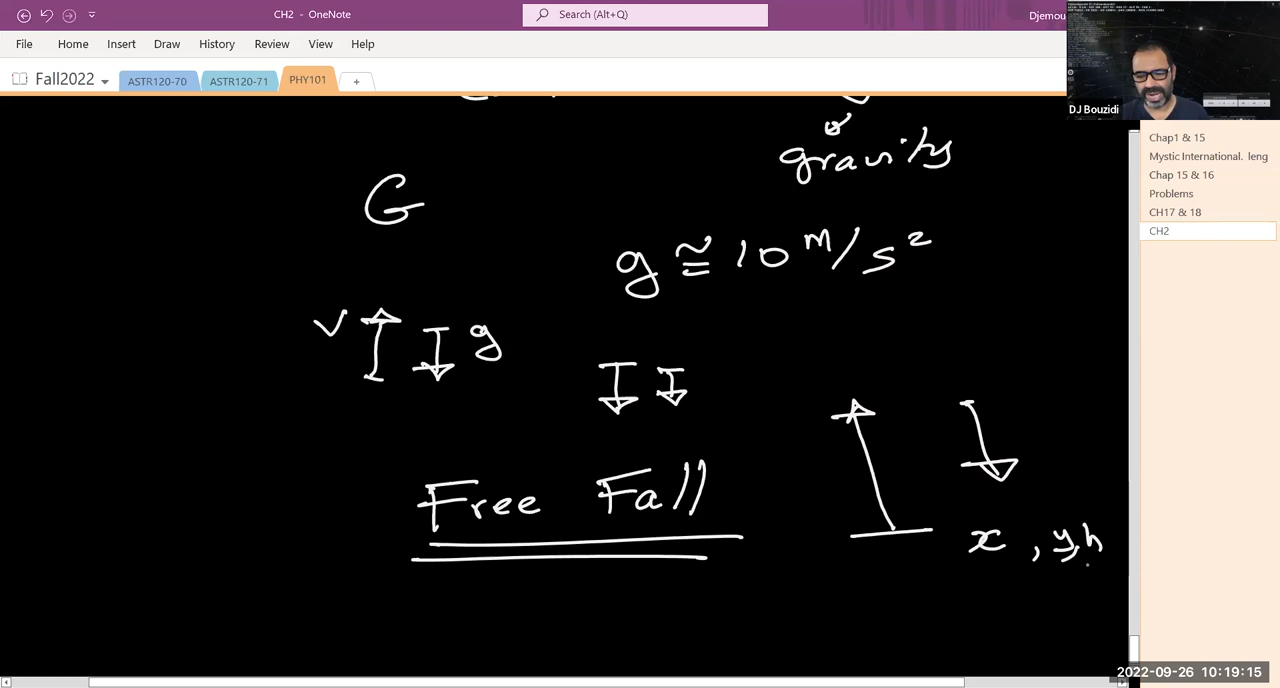 CH2 - OneNote
Search (Alt+Q)
Djemou
File Home Insert Draw History Review View Help
Fall2022
ASTR120-70
ASTR120-71
PHY101
DJ Bouzidi
Chap1 & 15
Mystic International. leng
Chap 15 & 16
Problems
CH17 & 18
CH2
gravity
G
g ≅ 10 m/s²
v
g
Free Fall
x, y, h
2022-09-26 10:19:15